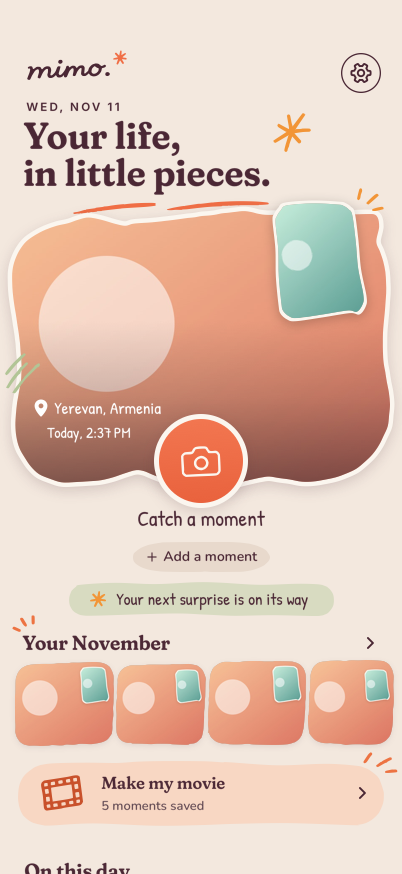 mimo.
WED, NOV 11
Your life,
in little pieces.
Yerevan, Armenia
Today, 2:37 PM
Catch a moment
+ Add a moment
Your next surprise is on its way
Your November
Make my movie
5 moments saved
On this day